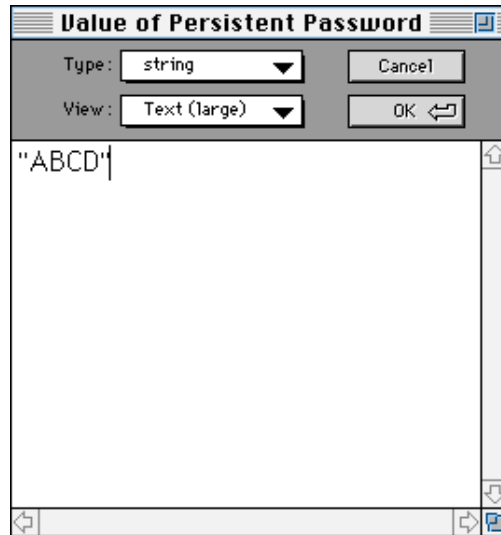 Value of Persistent Password
Type: string Cancel
View: Text (large) OK
"ABCD"